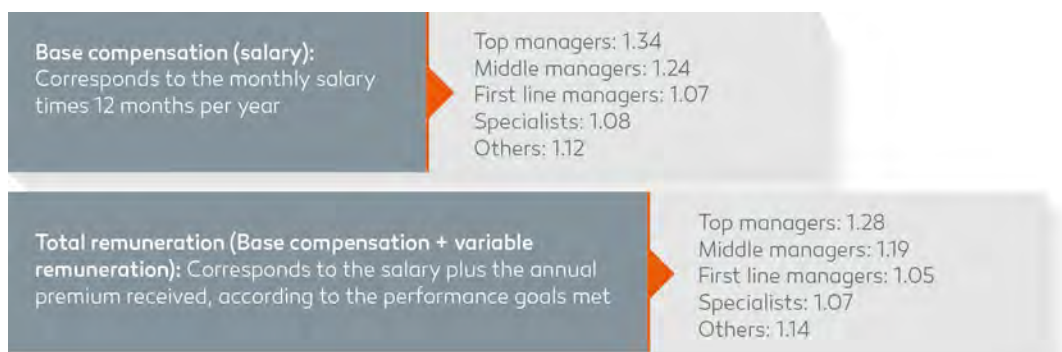 Base compensation (salary):
Corresponds to the monthly salary
times 12 months per year
Top managers: 1.34
Middle managers: 1.24
First line managers: 1.07
Specialists: 1.08
Others: 1.12
Total remuneration (Base compensation + variable
remuneration): Corresponds to the salary plus the annual
premium received, according to the performance goals met
Top managers: 1.28
Middle managers: 1.19
First line managers: 1.05
Specialists: 1.07
Others: 1.14